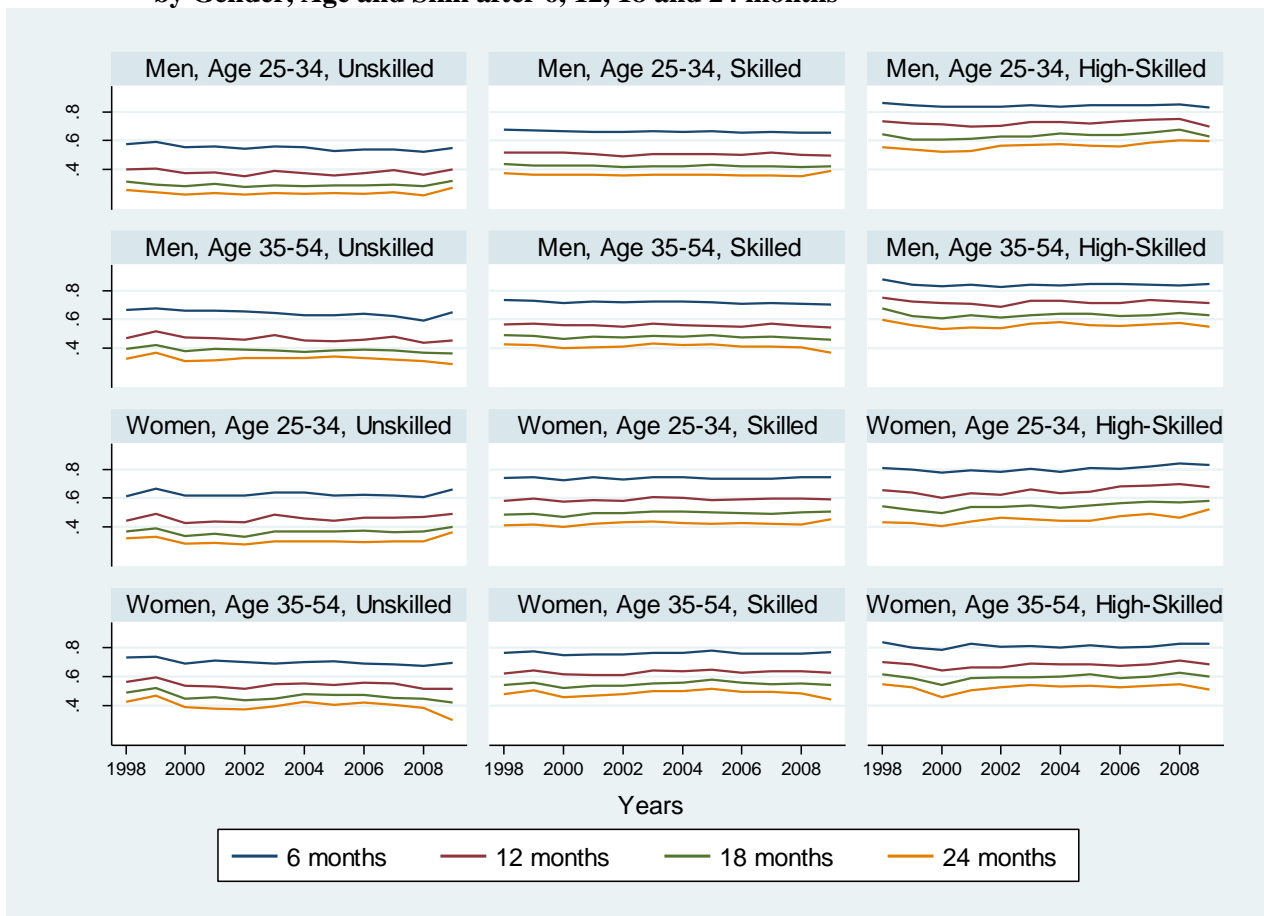 by Gender, Age and Skill after 6, 12, 18 and 24 months
Men, Age 25-34, Unskilled
Men, Age 25-34, Skilled
Men, Age 25-34, High-Skilled
.8
.6
.4
Men, Age 35-54, Unskilled
Men, Age 35-54, Skilled
Men, Age 35-54, High-Skilled
.8
.6
.4
Women, Age 25-34, Unskilled
Women, Age 25-34, Skilled
Women, Age 25-34, High-Skilled
.8
.6
.4
Women, Age 35-54, Unskilled
Women, Age 35-54, Skilled
Women, Age 35-54, High-Skilled
.8
.6
.4
1998 2000 2002 2004 2006 2008
1998 2000 2002 2004 2006 2008
1998 2000 2002 2004 2006 2008
Years
6 months 12 months 18 months 24 months